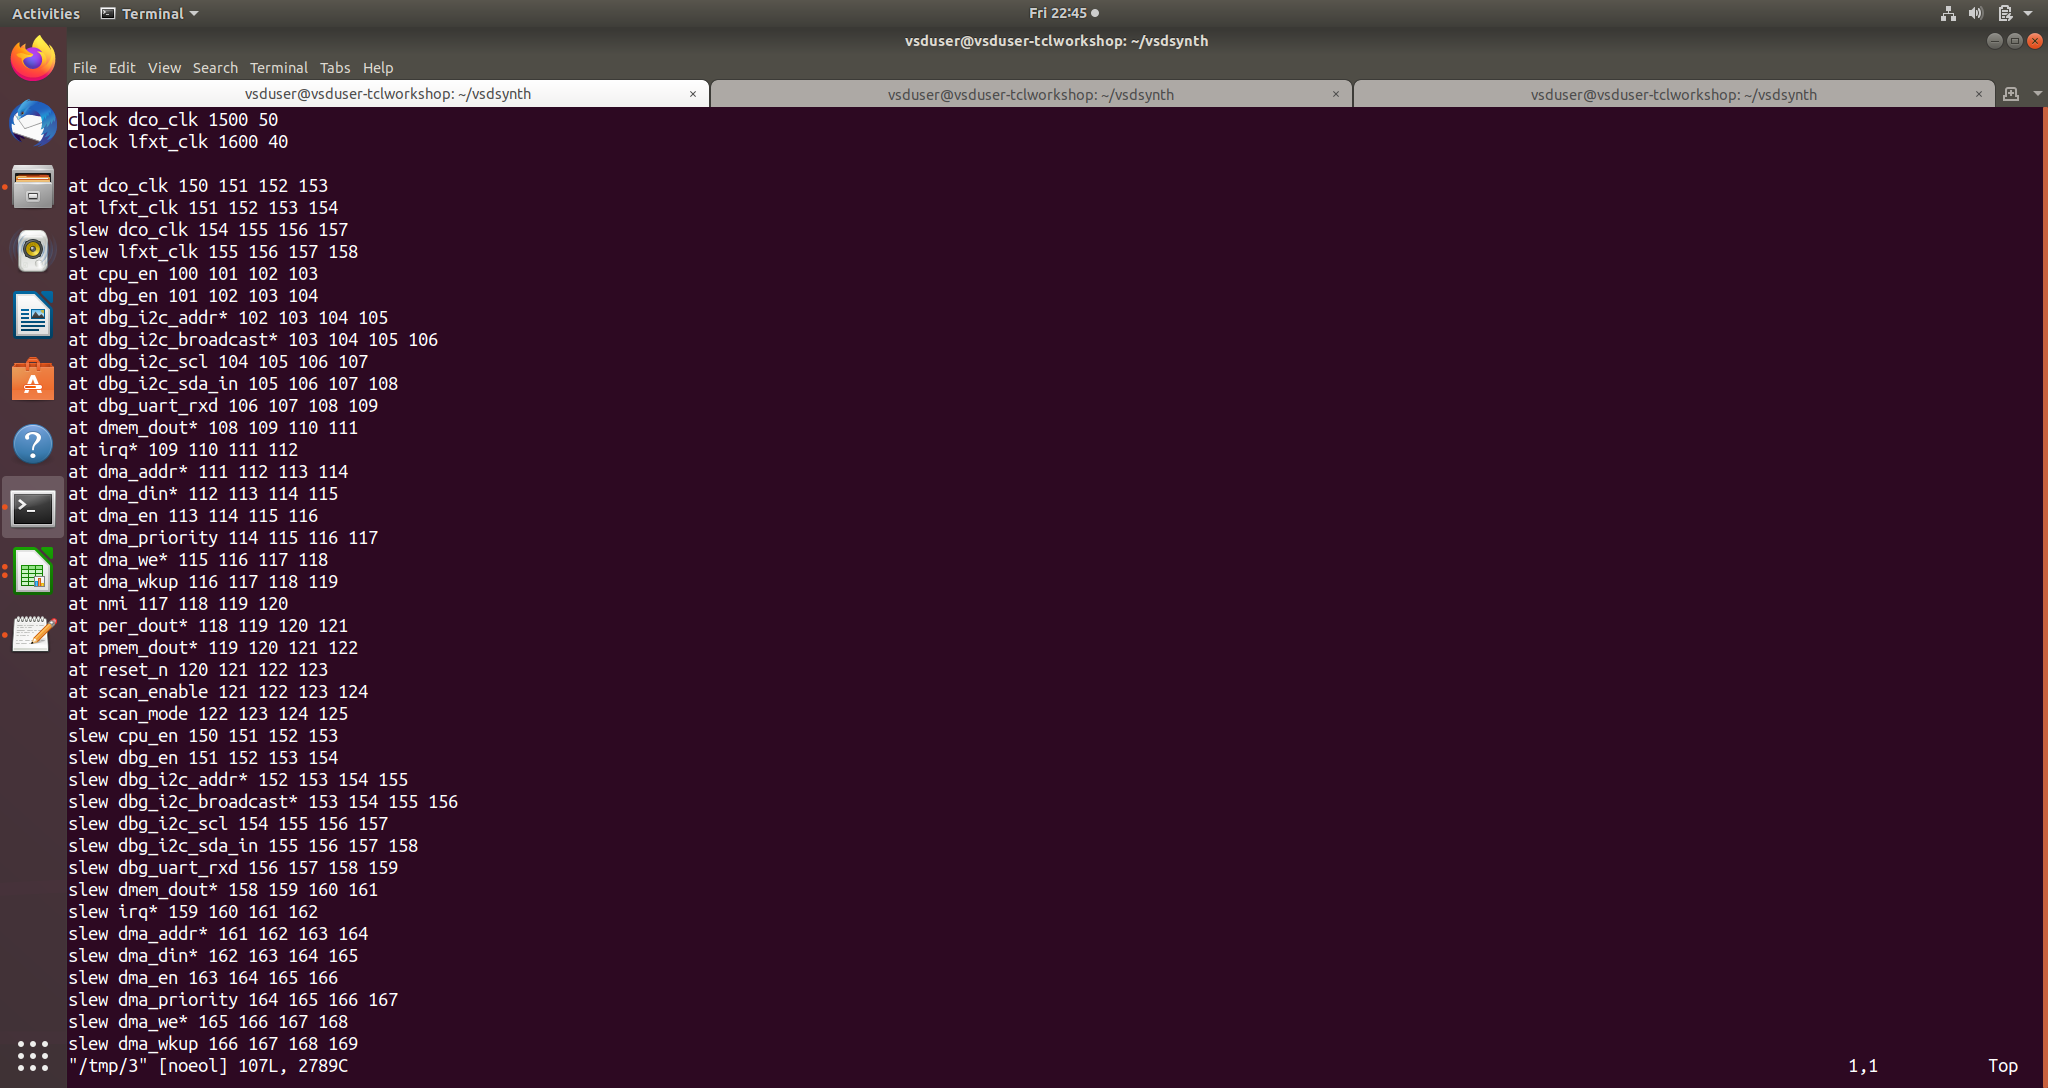 Activities Terminal Fri 22:45
vsduser@vsduser-tclworkshop: ~/vsdsynth
File Edit View Search Terminal Tabs Help
vsduser@vsduser-tclworkshop: ~/vsdsynth × vsduser@vsduser-tclworkshop: ~/vsdsynth × vsduser@vsduser-tclworkshop: ~/vsdsynth ×
clock dco_clk 1500 50
clock lfxt_clk 1600 40
at dco_clk 150 151 152 153
at lfxt_clk 151 152 153 154
slew dco_clk 154 155 156 157
slew lfxt_clk 155 156 157 158
at cpu_en 100 101 102 103
at dbg_en 101 102 103 104
at dbg_i2c_addr* 102 103 104 105
at dbg_i2c_broadcast* 103 104 105 106
at dbg_i2c_scl 104 105 106 107
at dbg_i2c_sda_in 105 106 107 108
at dbg_uart_rxd 106 107 108 109
at dmem_dout* 108 109 110 111
at irq* 109 110 111 112
at dma_addr* 111 112 113 114
at dma_din* 112 113 114 115
at dma_en 113 114 115 116
at dma_priority 114 115 116 117
at dma_we* 115 116 117 118
at dma_wkup 116 117 118 119
at nmi 117 118 119 120
at per_dout* 118 119 120 121
at pmem_dout* 119 120 121 122
at reset_n 120 121 122 123
at scan_enable 121 122 123 124
at scan_mode 122 123 124 125
slew cpu_en 150 151 152 153
slew dbg_en 151 152 153 154
slew dbg_i2c_addr* 152 153 154 155
slew dbg_i2c_broadcast* 153 154 155 156
slew dbg_i2c_scl 154 155 156 157
slew dbg_i2c_sda_in 155 156 157 158
slew dbg_uart_rxd 156 157 158 159
slew dmem_dout* 158 159 160 161
slew irq* 159 160 161 162
slew dma_addr* 161 162 163 164
slew dma_din* 162 163 164 165
slew dma_en 163 164 165 166
slew dma_priority 164 165 166 167
slew dma_we* 165 166 167 168
slew dma_wkup 166 167 168 169
"/tmp/3" [noeol] 107L, 2789C 1,1 Top